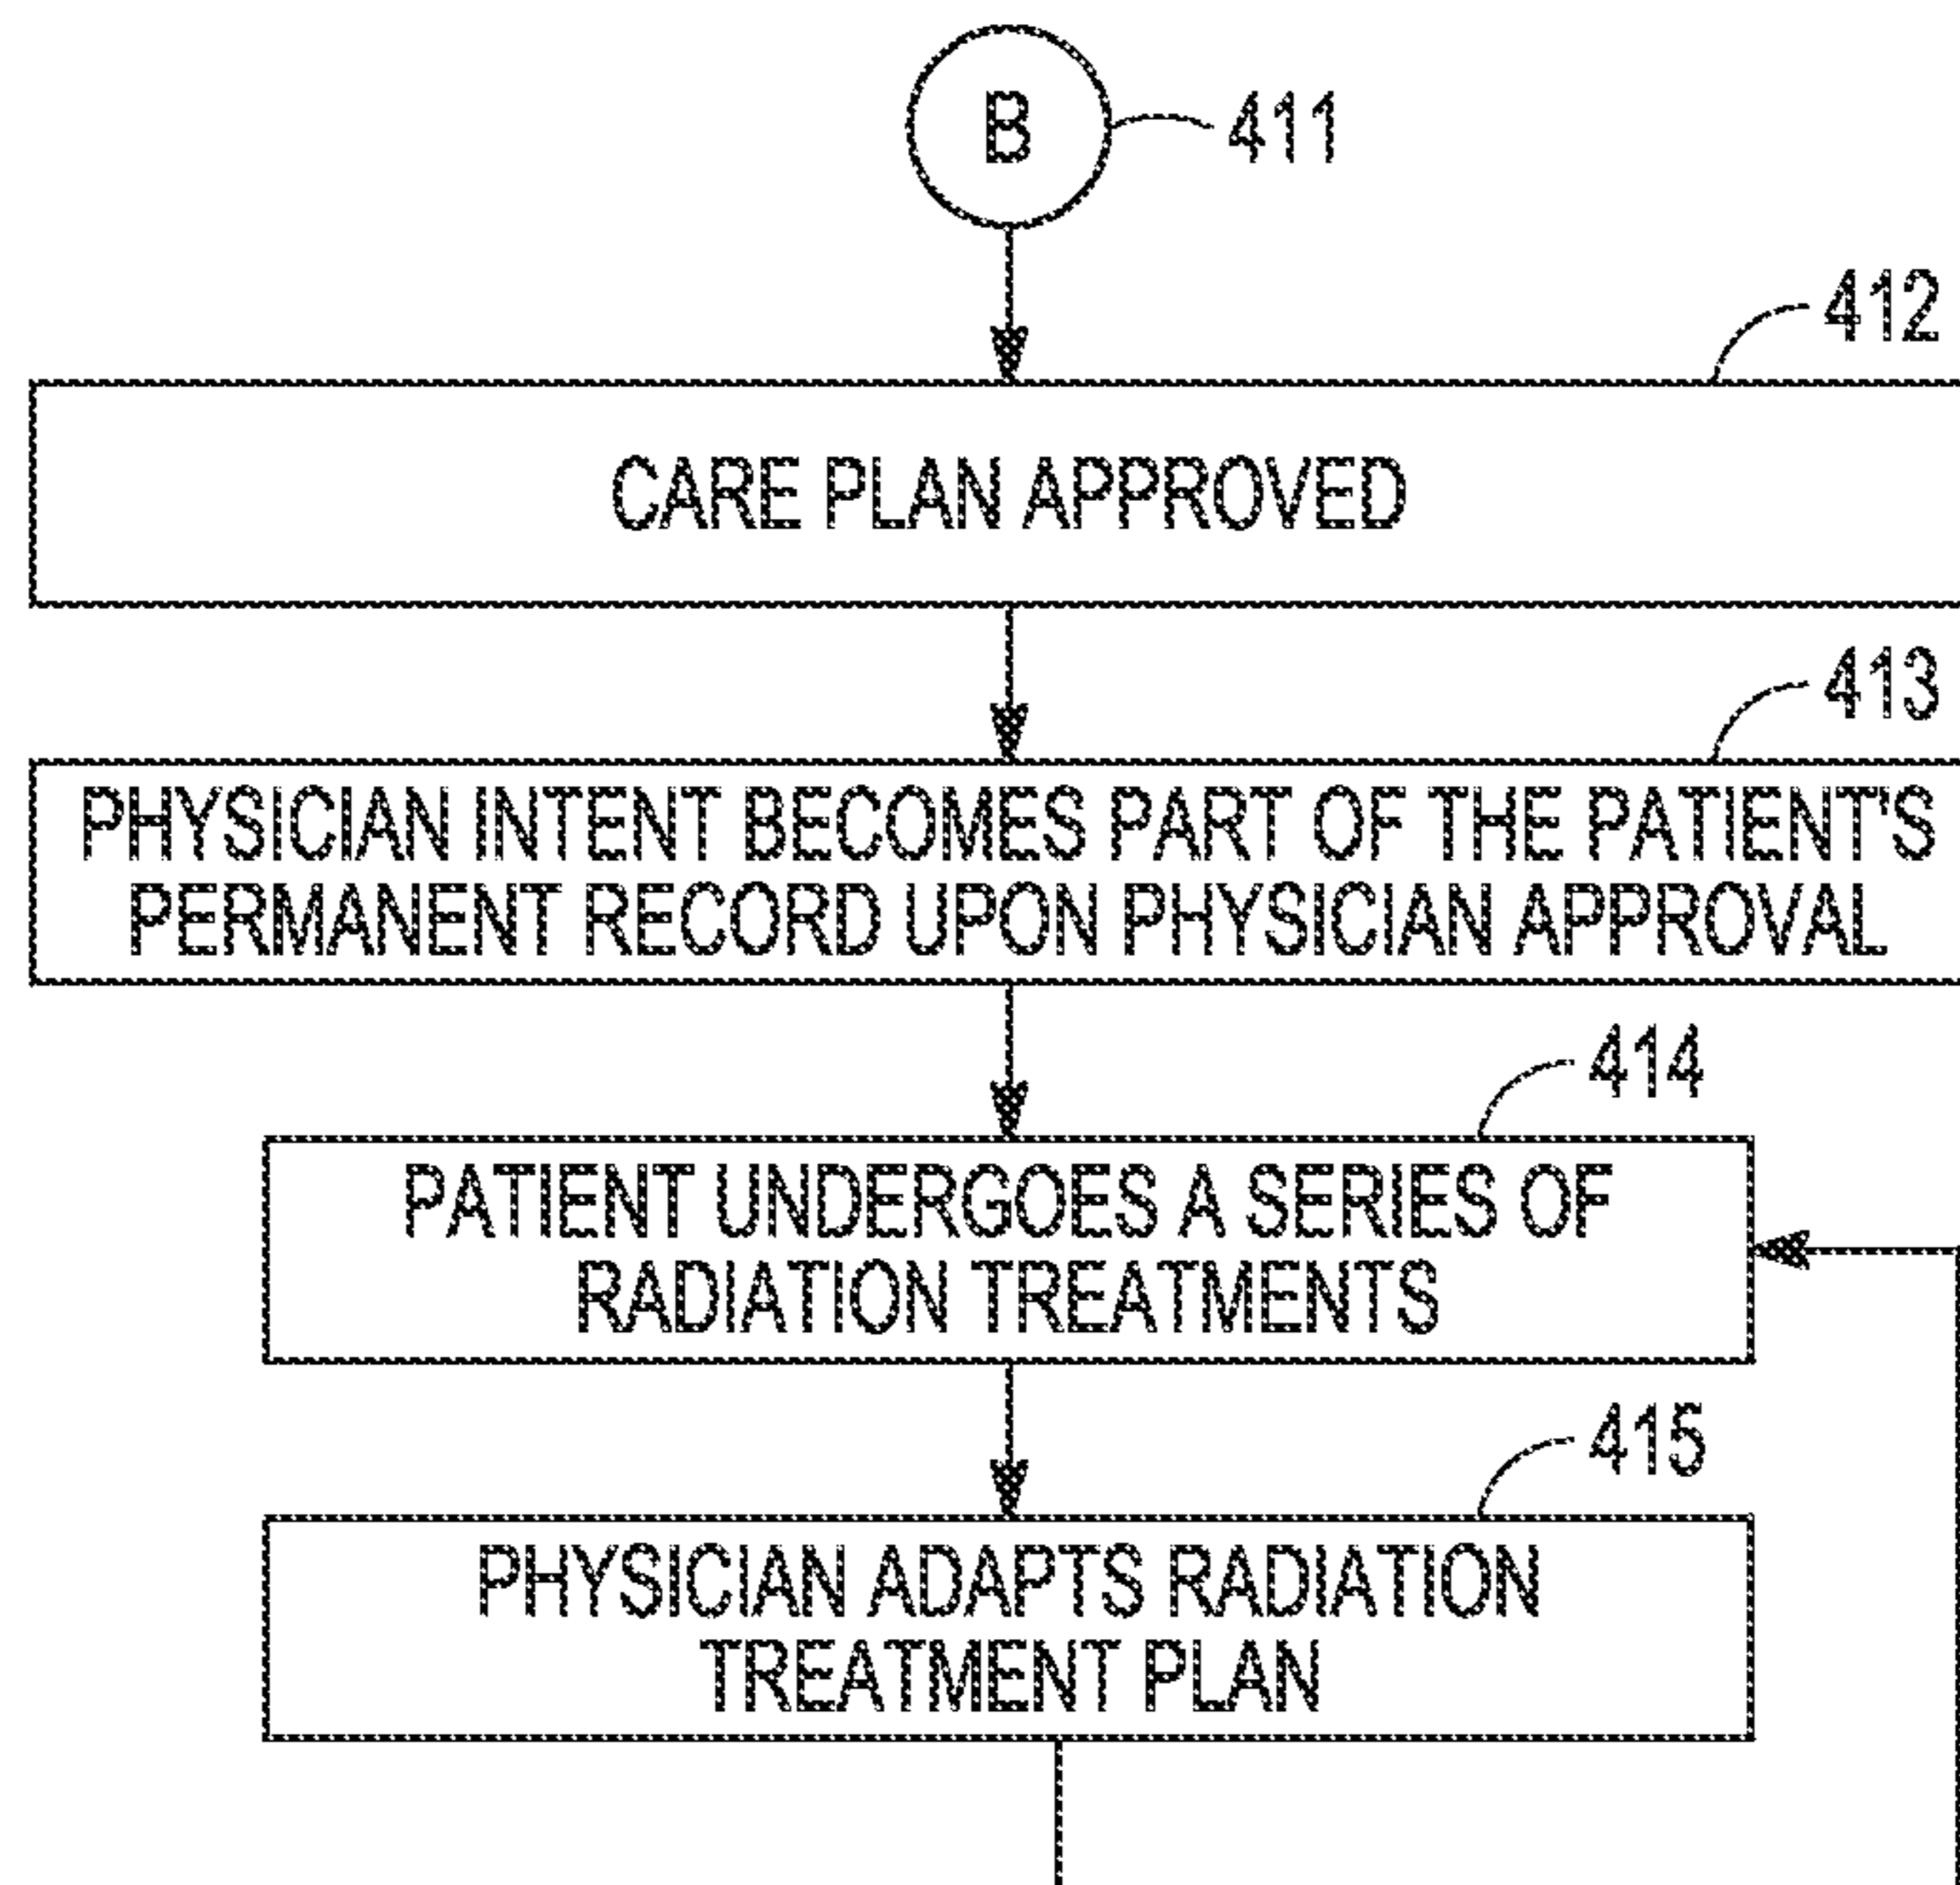 B
411
412
CARE PLAN APPROVED
413
PHYSICIAN INTENT BECOMES PART OF THE PATIENT'S
PERMANENT RECORD UPON PHYSICIAN APPROVAL
414
PATIENT UNDERGOES A SERIES OF
RADIATION TREATMENTS
415
PHYSICIAN ADAPTS RADIATION
TREATMENT PLAN